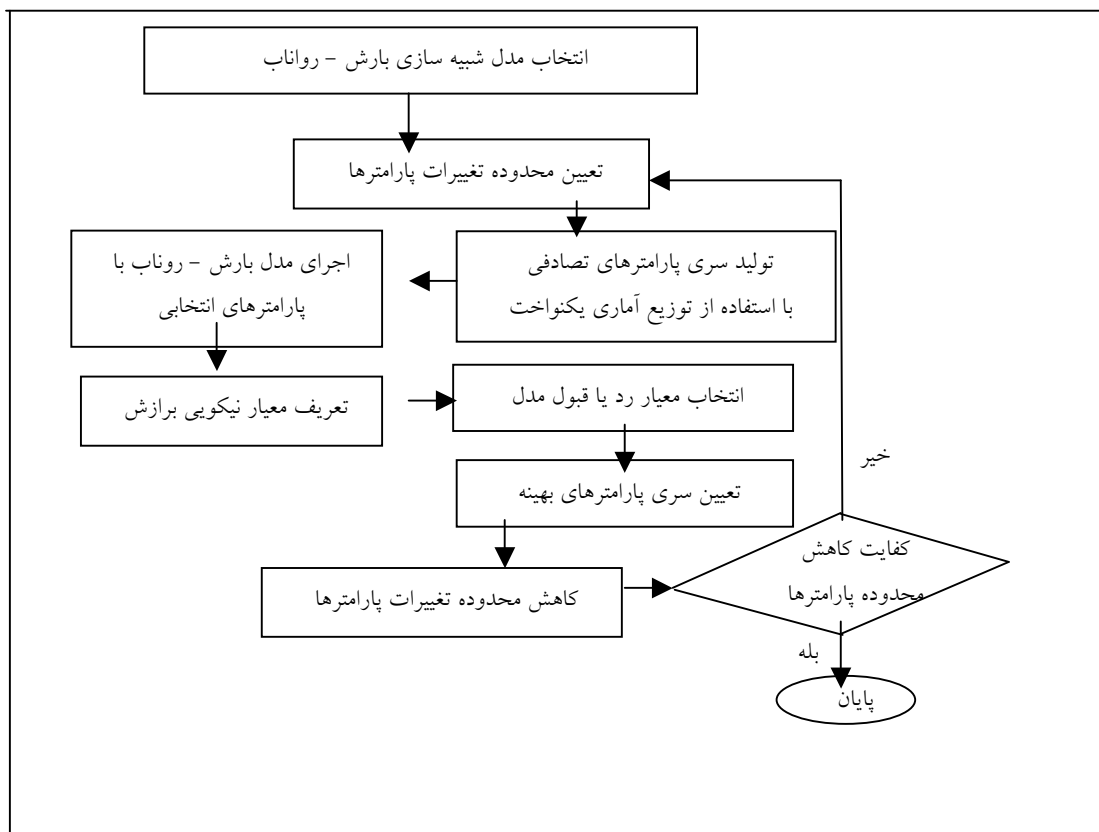 انتخاب مدل شبیه سازی بارش – رواناب
تعیین محدوده تغییرات پارامترها
تولید سری پارامترهای تصادفی
با استفاده از توزیع آماری یکنواخت
اجرای مدل بارش – روناب با
پارامترهای انتخابی
تعریف معیار نیکویی برازش
انتخاب معیار رد یا قبول مدل
تعیین سری پارامترهای بهینه
کاهش محدوده تغییرات پارامترها
کفایت کاهش
محدوده پارامترها
خیر
بله
پایان